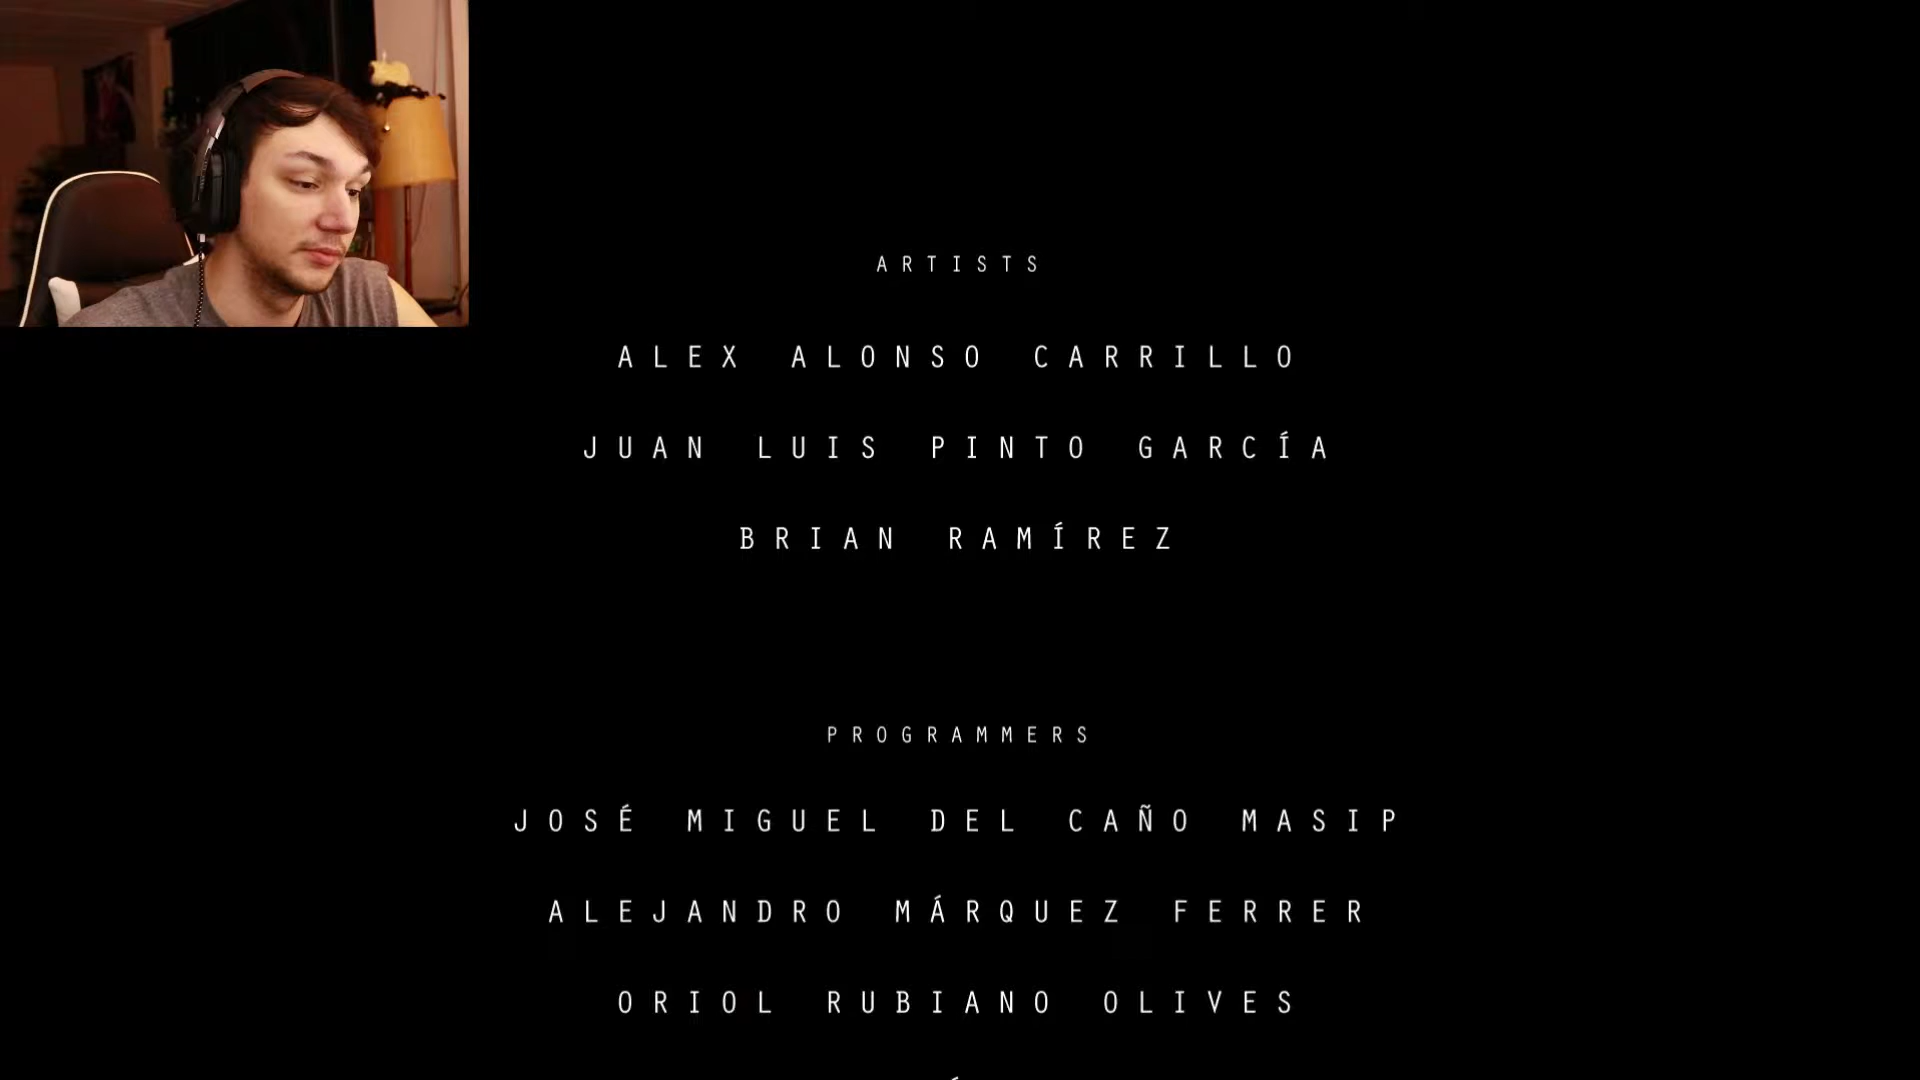 ARTISTS
ALEX ALONSO CARRILLO
JUAN LUIS PINTO GARCÍA
BRIAN RAMÍREZ
PROGRAMMERS
JOSÉ MIGUEL DEL CAÑO MASIP
ALEJANDRO MÁRQUEZ FERRER
ORIOL RUBIANO OLIVES